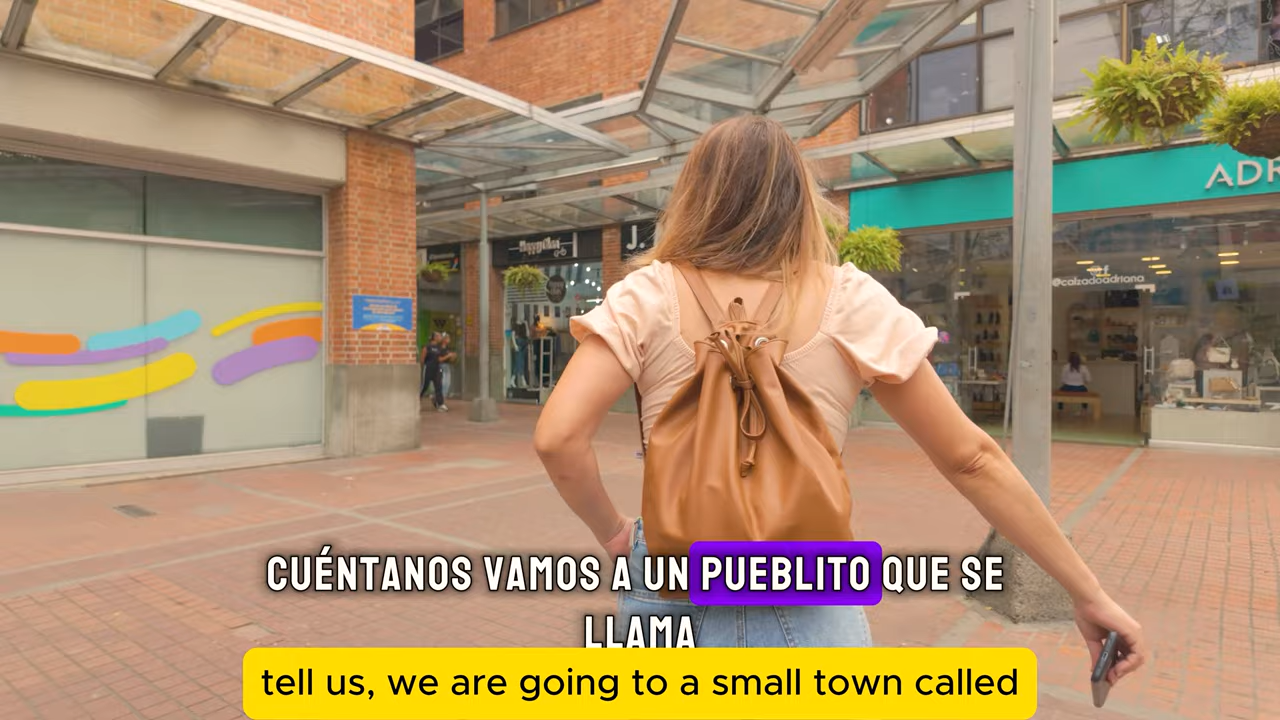 ADR
J.
@calzadoadriana
CUÉNTANOS VAMOS A UN PUEBLITO QUE SE
LLAMA
tell us, we are going to a small town called